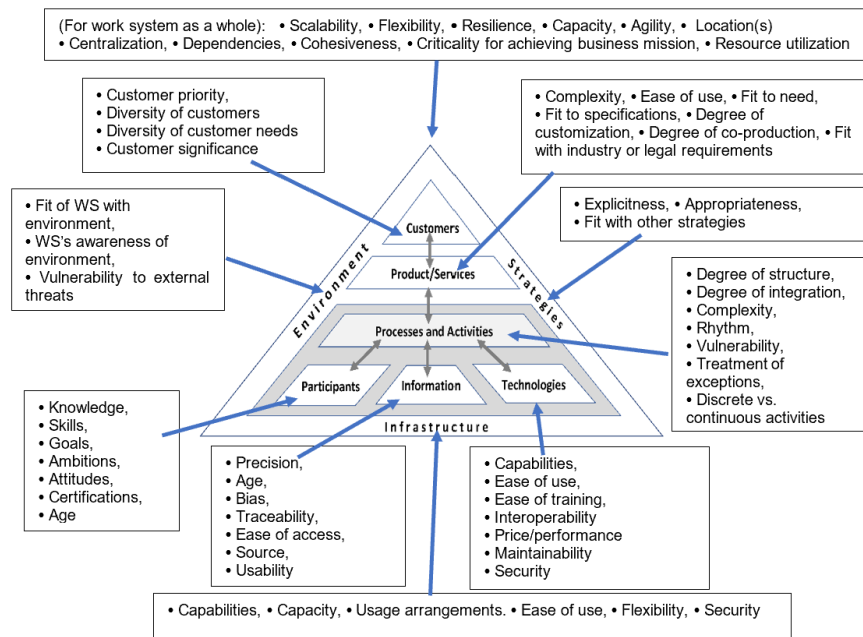 (For work system as a whole): • Scalability, • Flexibility, • Resilience, • Capacity, • Agility, • Location(s)
• Centralization, • Dependencies, • Cohesiveness, • Criticality for achieving business mission, • Resource utilization
• Customer priority,
• Diversity of customers
• Diversity of customer needs
• Customer significance
• Complexity, • Ease of use, • Fit to need,
• Fit to specifications, • Degree of
customization, • Degree of co-production, • Fit
with industry or legal requirements
• Fit of WS with
environment,
• WS's awareness of
environment,
• Vulnerability to external
threats
• Explicitness, • Appropriateness,
• Fit with other strategies
Customers
Environment
Strategies
Product/Services
Processes and Activities
• Degree of structure,
• Degree of integration,
• Complexity,
• Rhythm,
• Vulnerability,
• Treatment of
exceptions,
• Discrete vs.
continuous activities
Participants
Information
Technologies
Infrastructure
• Knowledge,
• Skills,
• Goals,
• Ambitions,
• Attitudes,
• Certifications,
• Age
• Precision,
• Age,
• Bias,
• Traceability,
• Ease of access,
• Source,
• Usability
• Capabilities,
• Ease of use,
• Ease of training,
• Interoperability
• Price/performance
• Maintainability
• Security
• Capabilities, • Capacity, • Usage arrangements. • Ease of use, • Flexibility, • Security